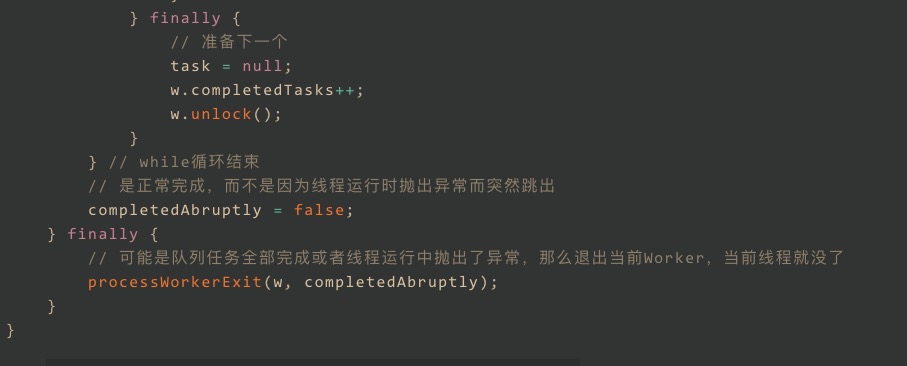 } finally {
// 准备下一个
task = null;
w.completedTasks++;
w.unlock();
}
} // while循环结束
// 是正常完成，而不是因为线程运行时抛出异常而突然跳出
completedAbruptly = false;
} finally {
// 可能是队列任务全部完成或者线程运行中抛出了异常，那么退出当前Worker，当前线程就没了
processWorkerExit(w, completedAbruptly);
}
}